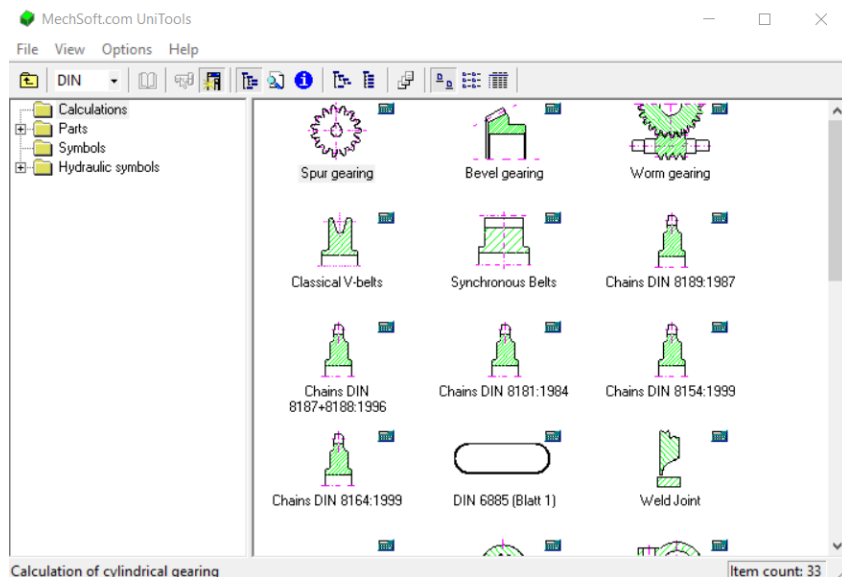 MechSoft.com UniTools
File View Options Help
DIN
Calculations
Parts
Symbols
Hydraulic symbols
Spur gearing
Bevel gearing
Worm gearing
Classical V-belts
Synchronous Belts
Chains DIN 8189:1987
Chains DIN
8187+8188:1996
Chains DIN 8181:1984
Chains DIN 8154:1999
Chains DIN 8164:1999
DIN 6885 (Blatt 1)
Weld Joint
Calculation of cylindrical gearing
Item count: 33